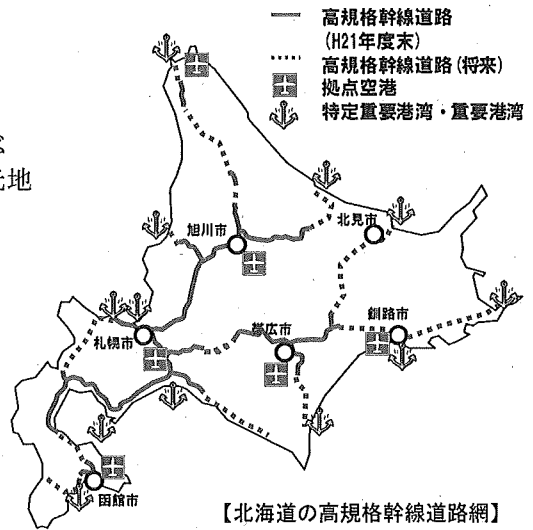 高規格幹線道路
(H21年度末)
高規格幹線道路(将来)
拠点空港
特定重要港湾・重要港湾
地
旭川市
北見市
札幌市
帯広市
釧路市
函館市
【北海道の高規格幹線道路網】